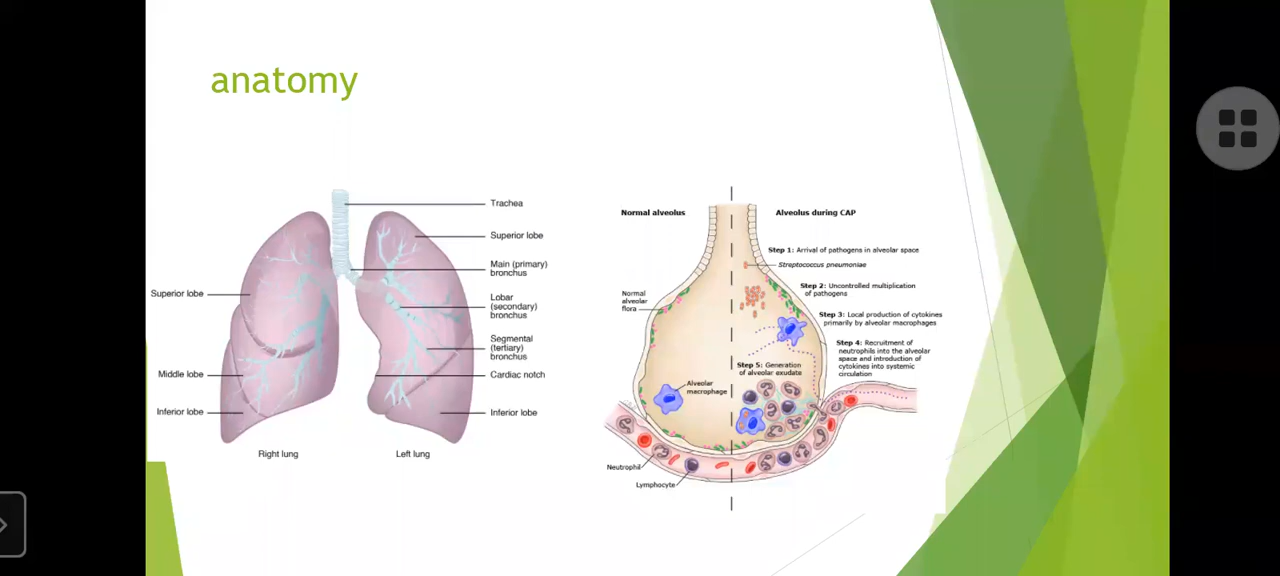 anatomy
Trachea
Superior lobe
Main (primary)
bronchus
Superior lobe
Lobar
(secondary)
bronchus
Segmental
(tertiary)
bronchus
Middle lobe
Cardiac notch
Inferior lobe
Inferior lobe
Right lung
Left lung
Normal alveolus
Alveolus during CAP
Step 1: Arrival of pathogens in alveolar space
Streptococcus pneumoniae
Step 2: Uncontrolled multiplication
of pathogens
Normal
alveolar
flora
Step 3: Local production of cytokines
primarily by alveolar macrophages
Step 4: Recruitment of
neutrophils into the alveolar
space and introduction of
cytokines into systemic
circulation
Step 5: Generation
of alveolar exudate
Alveolar
macrophage
Neutrophil
Lymphocyte